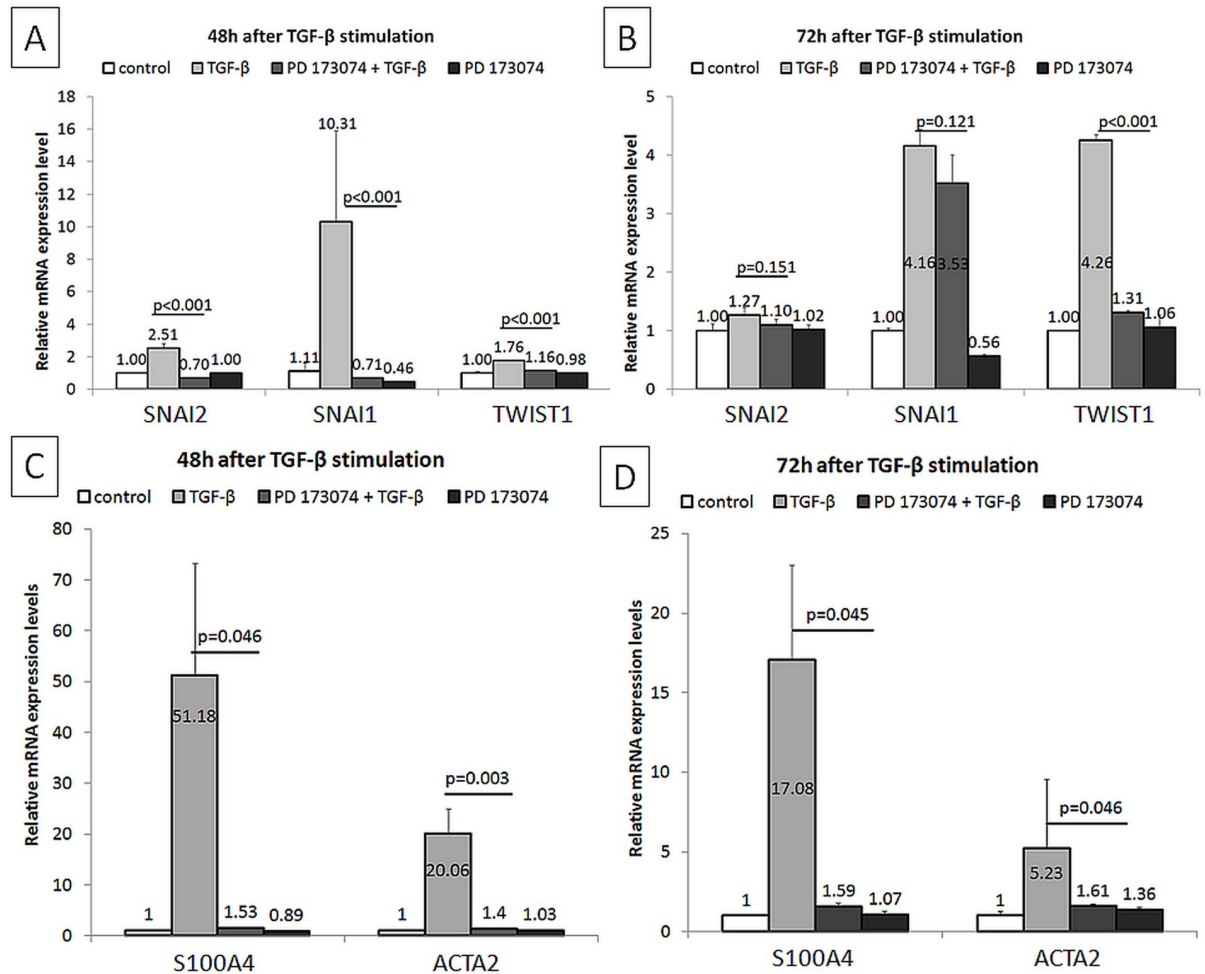 A
48h after TGF-β stimulation
control TGF-β PD 173074 + TGF-β PD 173074
Relative mRNA expression level
18
16
14
12
10
8
6
4
2
0
p<0.001
1.00 2.51 0.70 1.00
10.31
p<0.001
1.11 0.71 0.46
p<0.001
1.00 1.76 1.16 0.98
SNAI2 SNAI1 TWIST1
B
72h after TGF-β stimulation
control TGF-β PD 173074 + TGF-β PD 173074
Relative mRNA expression level
5
4
3
2
1
0
p=0.151
1.00 1.27 1.10 1.02
p=0.121
1.00 4.16 3.53 0.56
p<0.001
1.00 4.26 1.31 1.06
SNAI2 SNAI1 TWIST1
C
48h after TGF-β stimulation
control TGF-β PD 173074 + TGF-β PD 173074
Relative mRNA expression levels
80
70
60
50
40
30
20
10
0
p=0.046
1 51.18 1.53 0.89
p=0.003
1 20.06 1.4 1.03
S100A4 ACTA2
D
72h after TGF-β stimulation
control TGF-β PD 173074 + TGF-β PD 173074
Relative mRNA expression levels
25
20
15
10
5
0
p=0.045
1 17.08 1.59 1.07
p=0.046
1 5.23 1.61 1.36
S100A4 ACTA2